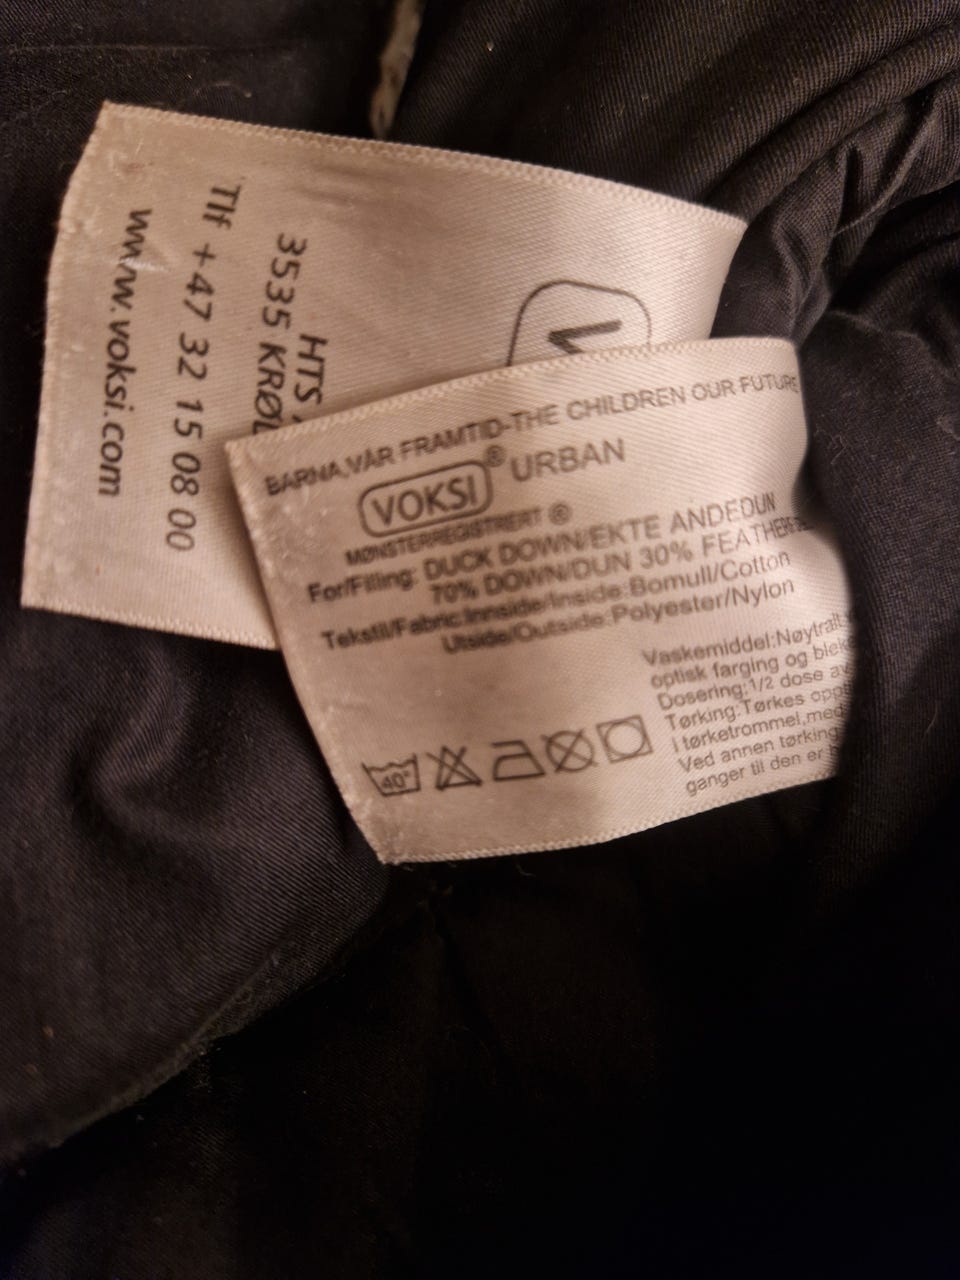 HTS
3535 KRØD
Tlf +47 32 15 08 00
www.voksi.com
BARNA,VÅR FRAMTID-THE CHILDREN OUR FUTURE
VOKSI® URBAN
MØNSTERREGISTRERT ®
For/Filling: DUCK DOWN/EKTE ANDEDUN
70% DOWN/DUN 30% FEATHER
Tekstil/Fabric:Innside/Inside:Bomull/Cotton
Utside/Outside:Polyester/Nylon
Vaskemiddel:Nøytralt
optisk farging og blek
Dosering:1/2 dose av
Tørking:Tørkes opp
i tørketrommel,med
Ved annen tørking
ganger til den er
40°